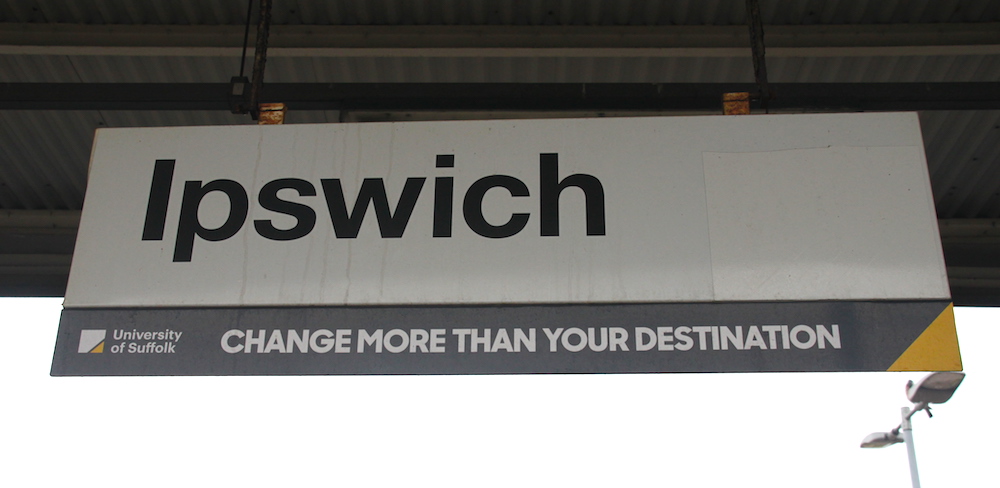 Ipswich
University
of Suffolk
CHANGE MORE THAN YOUR DESTINATION